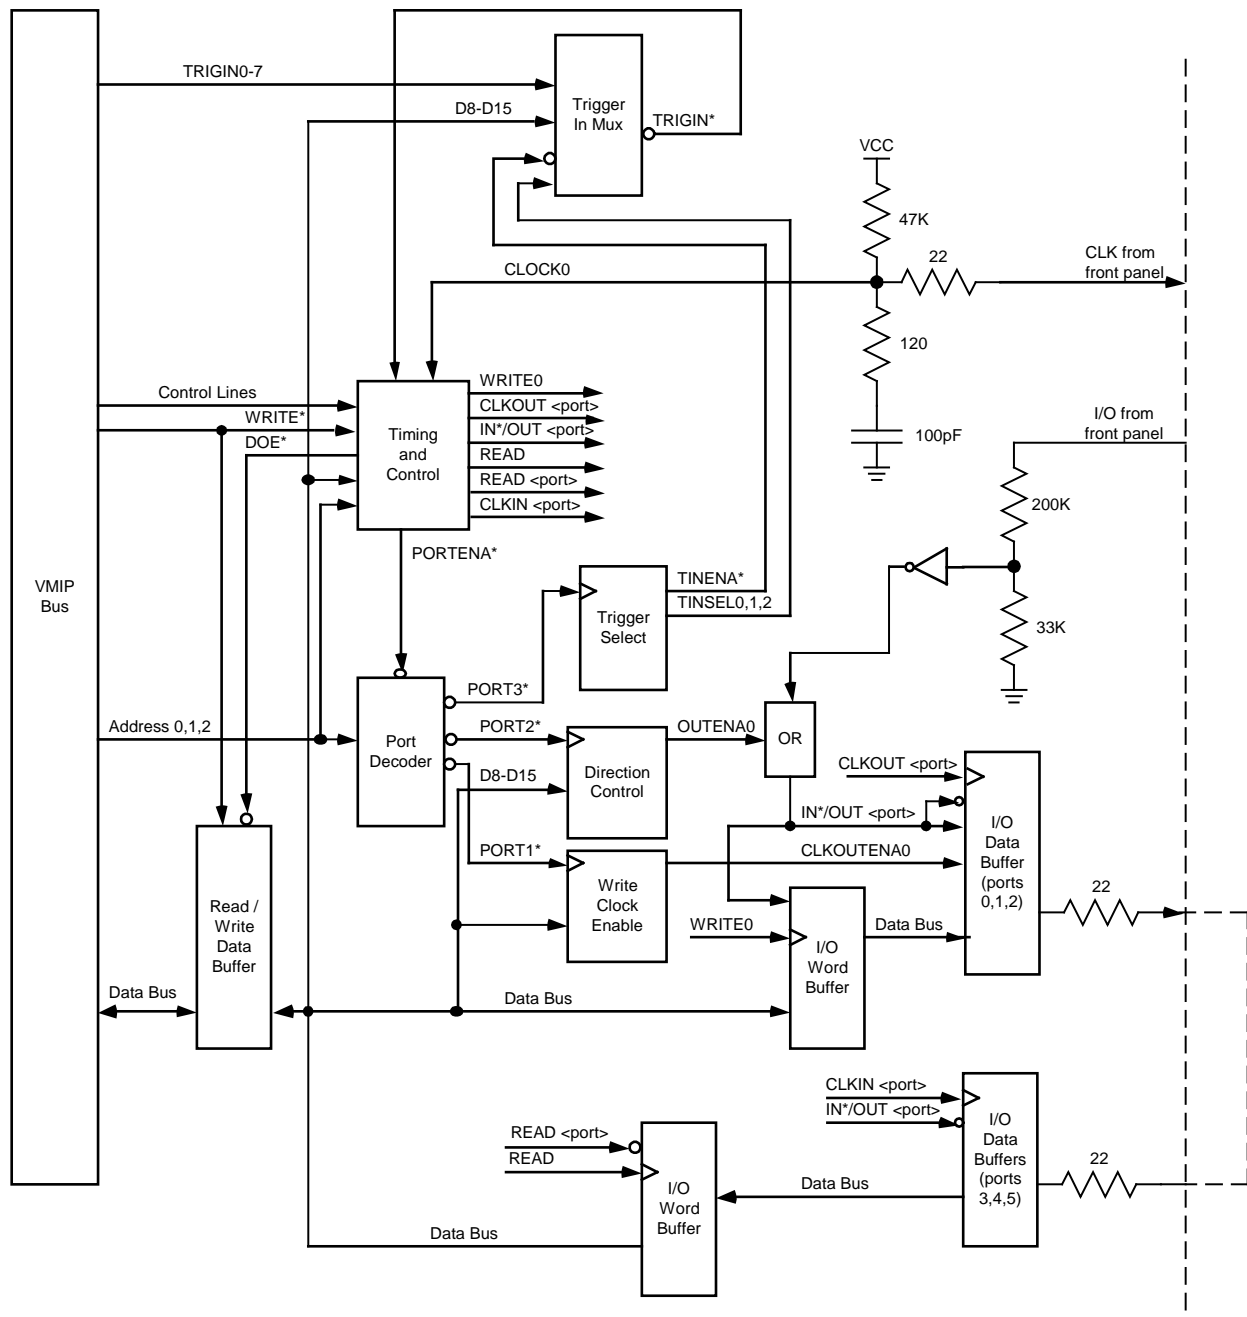 TRIGIN0-7
D8-D15
Trigger
In Mux
TRIGIN*
VCC
47K
22
CLK from
front panel
CLOCK0
120
100pF
I/O from
front panel
200K
33K
Control Lines
WRITE*
DOE*
Timing
and
Control
WRITE0
CLKOUT <port>
IN*/OUT <port>
READ
READ <port>
CLKIN <port>
PORTENA*
VMIP
Bus
TINENA*
TINSEL0,1,2
Trigger
Select
Address 0,1,2
Port
Decoder
PORT3*
PORT2*
D8-D15
PORT1*
Direction
Control
OUTENA0
OR
CLKOUT <port>
IN*/OUT <port>
CLKOUTENA0
I/O
Data
Buffer
(ports
0,1,2)
22
Write
Clock
Enable
Read /
Write
Data
Buffer
WRITE0
I/O
Word
Buffer
Data Bus
Data Bus
Data Bus
CLKIN <port>
IN*/OUT <port>
I/O
Data
Buffers
(ports
3,4,5)
22
READ <port>
READ
I/O
Word
Buffer
Data Bus
Data Bus